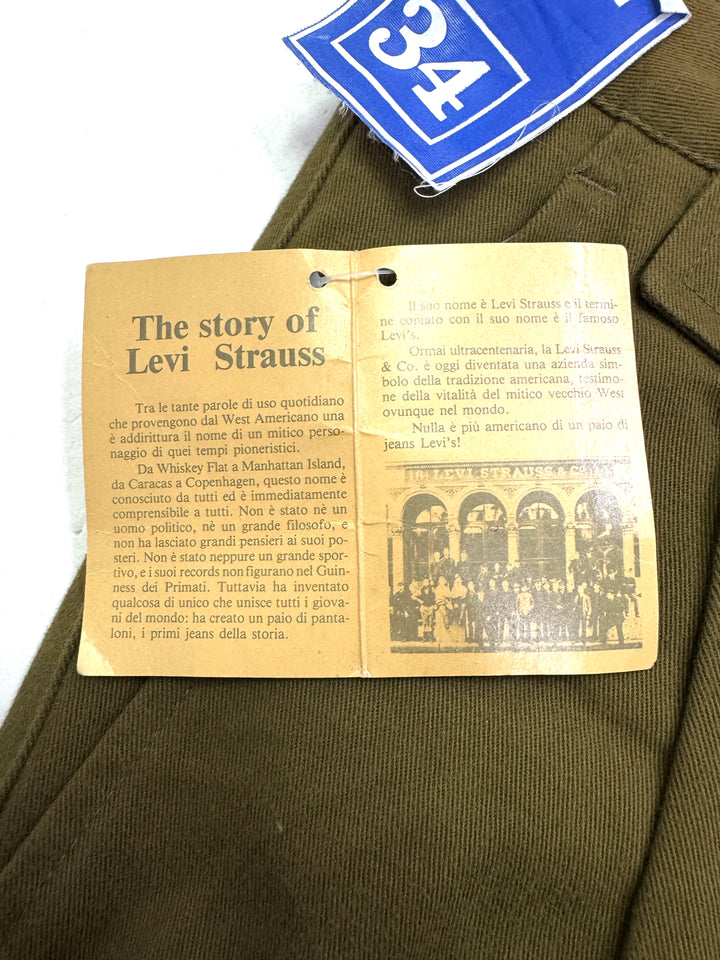 34
The story of
Levi Strauss
Tra le tante parole di uso quotidiano
che provengono dal West Americano una
è addirittura il nome di un mitico perso-
naggio di quei tempi pioneristici.
Da Whiskey Flat a Manhattan Island,
da Caracas a Copenhagen, questo nome è
conosciuto da tutti ed è immediatamente
comprensibile a tutti. Non è stato nè un
uomo politico, nè un grande filosofo, e
non ha lasciato grandi pensieri ai suoi po-
steri. Non è stato neppure un grande spor-
tivo, e i suoi records non figurano nel Guin-
ness dei Primati. Tuttavia ha inventato
qualcosa di unico che unisce tutti i giova-
ni del mondo: ha creato un paio di panta-
loni, i primi jeans della storia.
Il suo nome è Levi Strauss e il termi-
ne coniato con il suo nome è il famoso
Levi's.
Ormai ultracentenaria, la Levi Strauss
& Co. è oggi diventata una azienda sim-
bolo della tradizione americana, testimo-
ne della vitalità del mitico vecchio West
ovunque nel mondo.
Nulla è più americano di un paio di
jeans Levi's!
LEVI STRAUSS & CO.